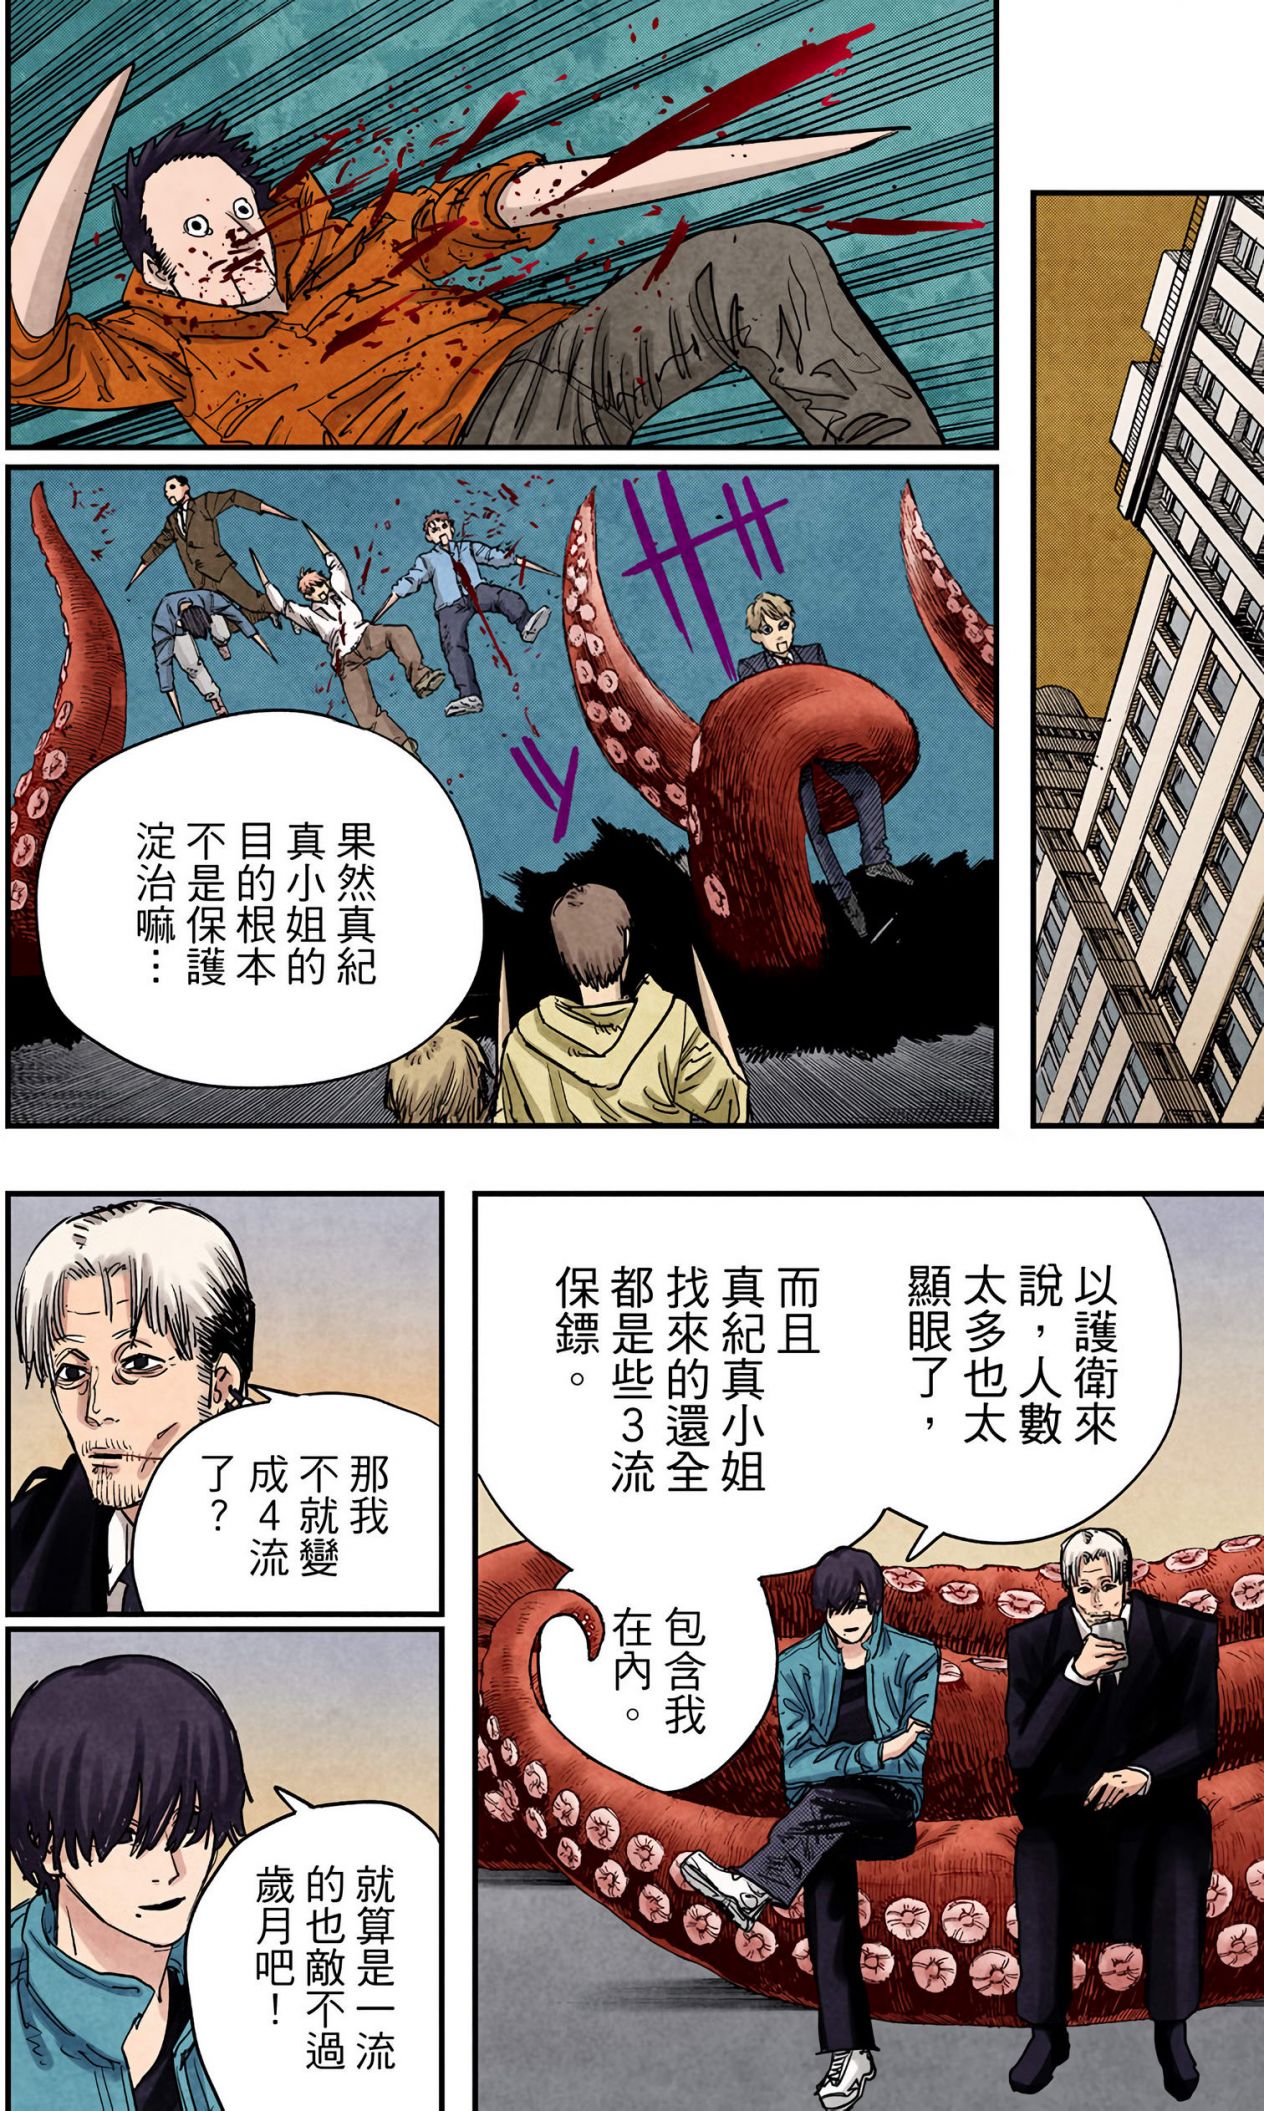 果然真紀
真小姐的
目的根本
不是保護
淀治嘛…
以護衛來
說，人數
太多也太
顯眼了，
而且
真紀真小姐
找來的還全
都是些3流
保鏢。
包含我
在內。
那我
不就變
成4流
了？
就算是一流
的也敵不過
歲月吧！